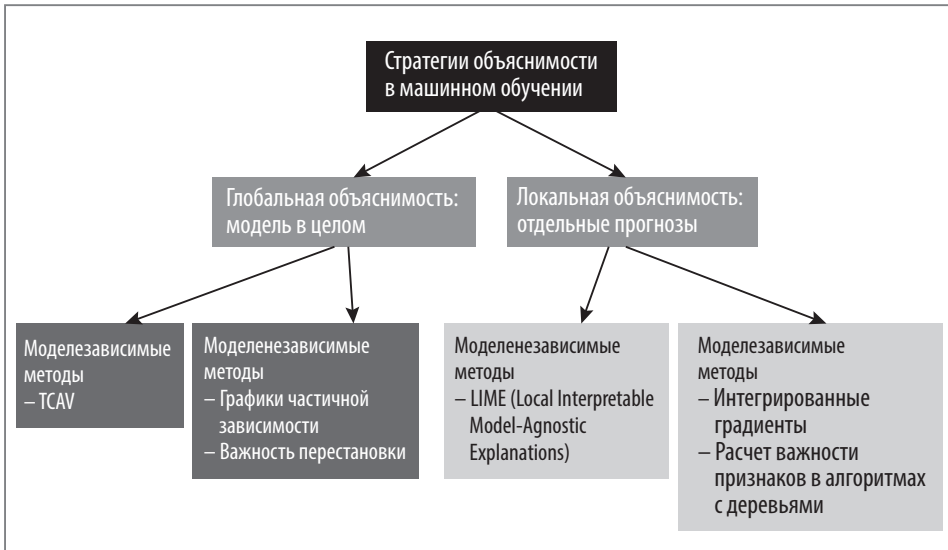 Стратегии объяснимости
в машинном обучении
Глобальная объяснимость:
модель в целом
Локальная объяснимость:
отдельные прогнозы
Моделезависимые
методы
– TCAV
Моделенезависимые
методы
– Графики частичной
зависимости
– Важность перестановки
Моделенезависимые
методы
– LIME (Local Interpretable
Model-Agnostic
Explanations)
Моделезависимые
методы
– Интегрированные
градиенты
– Расчет важности
признаков в алгоритмах
с деревьями